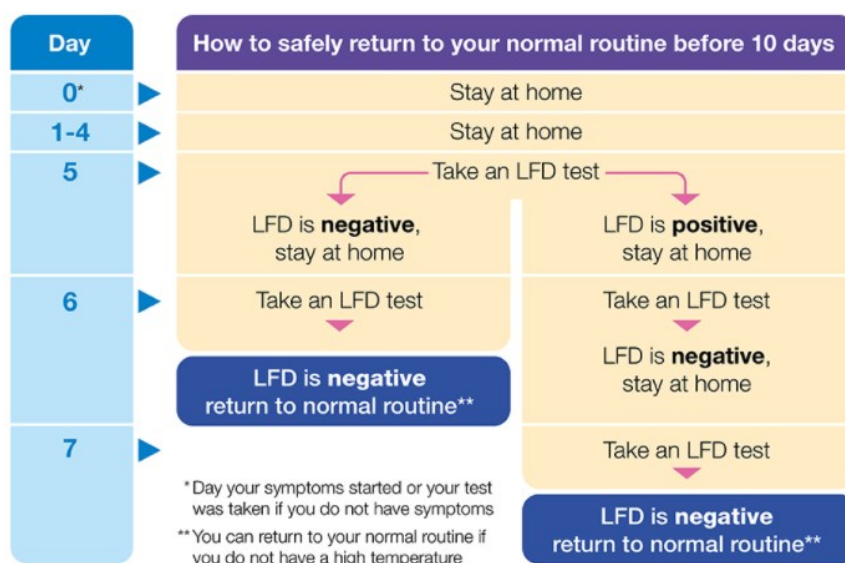 Day
How to safely return to your normal routine before 10 days
0*
Stay at home
1-4
Stay at home
5
Take an LFD test
LFD is negative,
stay at home
LFD is positive,
stay at home
6
Take an LFD test
LFD is negative
return to normal routine**
Take an LFD test
LFD is negative,
stay at home
7
*Day your symptoms started or your test
was taken if you do not have symptoms
**You can return to your normal routine if
you do not have a high temperature
Take an LFD test
LFD is negative
return to normal routine**